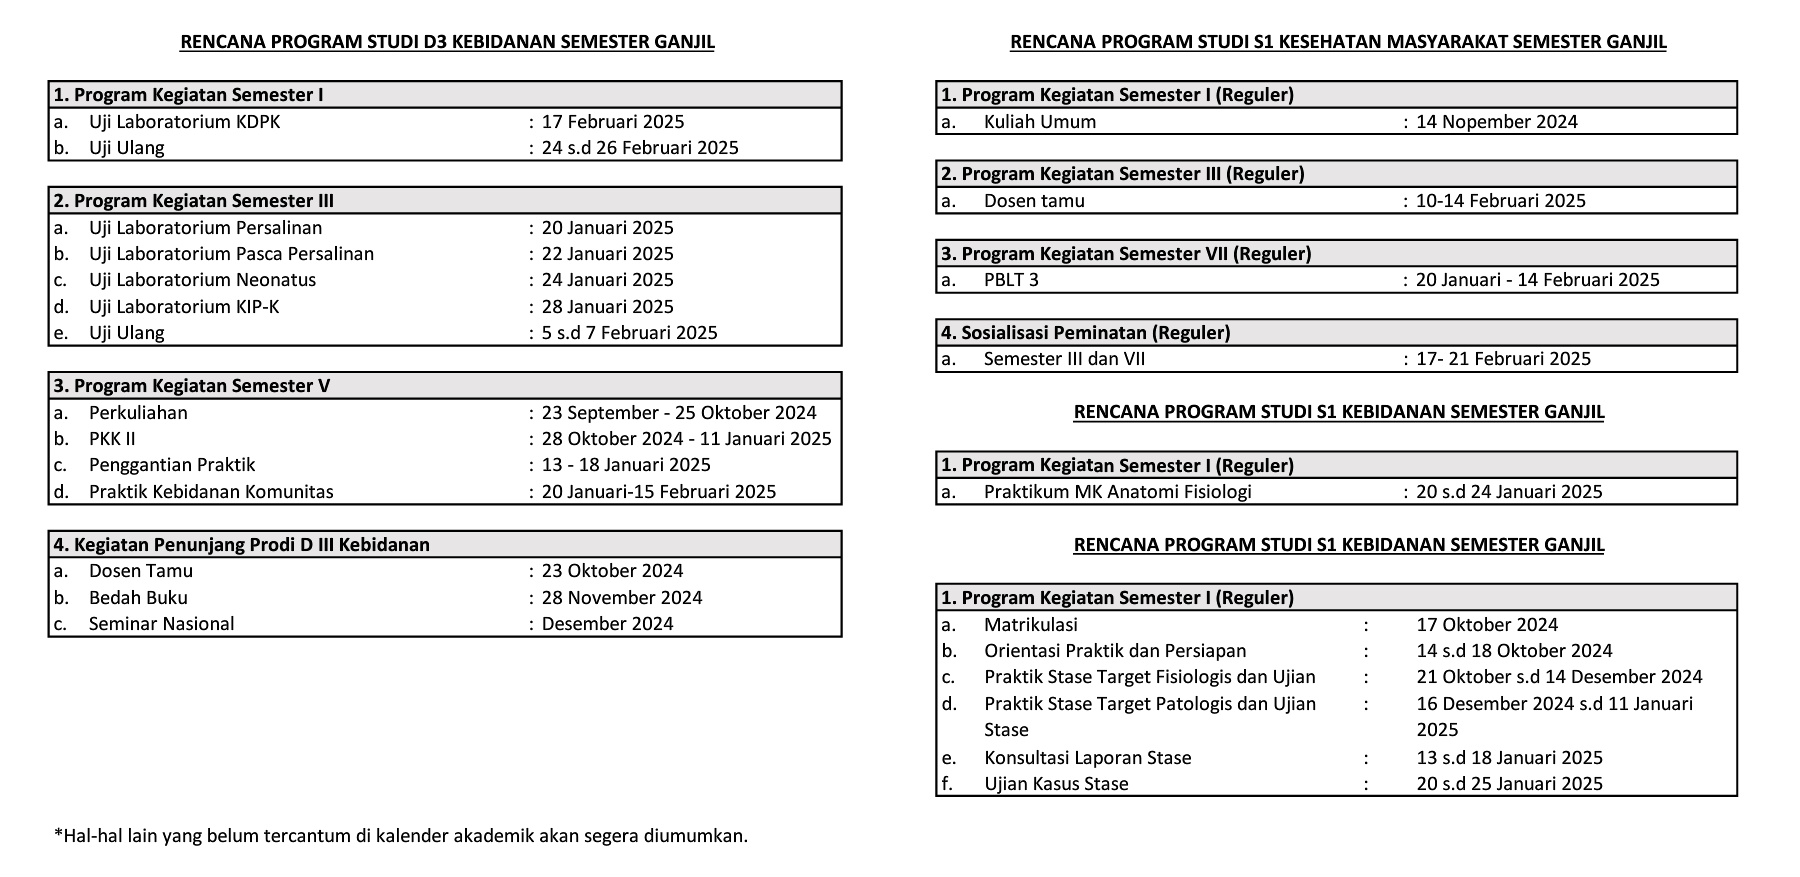 RENCANA PROGRAM STUDI D3 KEBIDANAN SEMESTER GANJIL
1. Program Kegiatan Semester I
a. Uji Laboratorium KDPK : 17 Februari 2025
b. Uji Ulang : 24 s.d 26 Februari 2025
2. Program Kegiatan Semester III
a. Uji Laboratorium Persalinan : 20 Januari 2025
b. Uji Laboratorium Pasca Persalinan : 22 Januari 2025
c. Uji Laboratorium Neonatus : 24 Januari 2025
d. Uji Laboratorium KIP-K : 28 Januari 2025
e. Uji Ulang : 5 s.d 7 Februari 2025
3. Program Kegiatan Semester V
a. Perkuliahan : 23 September - 25 Oktober 2024
b. PKK II : 28 Oktober 2024 - 11 Januari 2025
c. Penggantian Praktik : 13 - 18 Januari 2025
d. Praktik Kebidanan Komunitas : 20 Januari-15 Februari 2025
4. Kegiatan Penunjang Prodi D III Kebidanan
a. Dosen Tamu : 23 Oktober 2024
b. Bedah Buku : 28 November 2024
c. Seminar Nasional : Desember 2024
*Hal-hal lain yang belum tercantum di kalender akademik akan segera diumumkan.
RENCANA PROGRAM STUDI S1 KESEHATAN MASYARAKAT SEMESTER GANJIL
1. Program Kegiatan Semester I (Reguler)
a. Kuliah Umum : 14 Nopember 2024
2. Program Kegiatan Semester III (Reguler)
a. Dosen tamu : 10-14 Februari 2025
3. Program Kegiatan Semester VII (Reguler)
a. PBLT 3 : 20 Januari - 14 Februari 2025
4. Sosialisasi Peminatan (Reguler)
a. Semester III dan VII : 17- 21 Februari 2025
RENCANA PROGRAM STUDI S1 KEBIDANAN SEMESTER GANJIL
1. Program Kegiatan Semester I (Reguler)
a. Praktikum MK Anatomi Fisiologi : 20 s.d 24 Januari 2025
RENCANA PROGRAM STUDI S1 KEBIDANAN SEMESTER GANJIL
1. Program Kegiatan Semester I (Reguler)
a. Matrikulasi : 17 Oktober 2024
b. Orientasi Praktik dan Persiapan : 14 s.d 18 Oktober 2024
c. Praktik Stase Target Fisiologis dan Ujian : 21 Oktober s.d 14 Desember 2024
d. Praktik Stase Target Patologis dan Ujian : 16 Desember 2024 s.d 11 Januari
Stase 2025
e. Konsultasi Laporan Stase : 13 s.d 18 Januari 2025
f. Ujian Kasus Stase : 20 s.d 25 Januari 2025